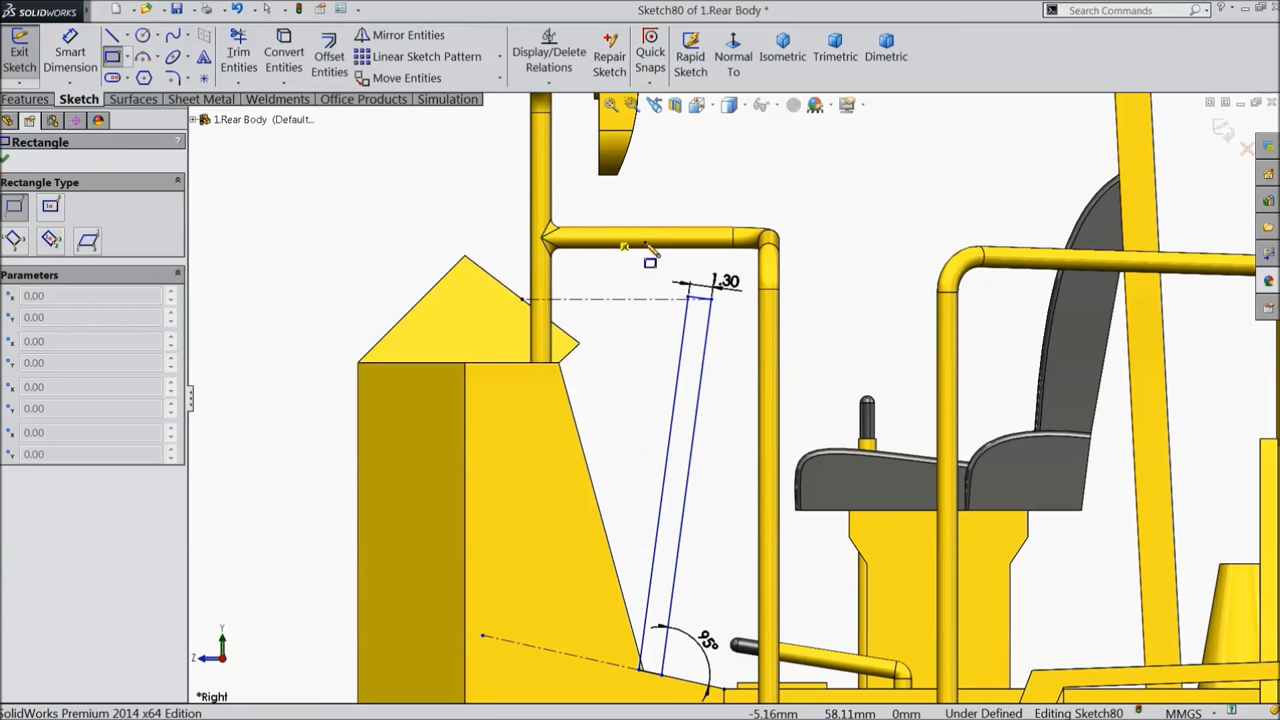 SOLIDWORKS
Sketch80 of 1.Rear Body *
Search Commands
Exit Sketch
Smart Dimension
Trim Entities
Convert Entities
Offset Entities
Mirror Entities
Linear Sketch Pattern
Move Entities
Display/Delete Relations
Repair Sketch
Quick Snaps
Rapid Sketch
Normal To
Isometric
Trimetric
Dimetric
Features
Sketch
Surfaces
Sheet Metal
Weldments
Office Products
Simulation
1.Rear Body (Default...
Rectangle
?
Rectangle Type
Parameters
0.00
0.00
0.00
0.00
0.00
0.00
0.00
0.00
1.30
95°
Y
Z
*Right
SolidWorks Premium 2014 x64 Edition
-5.16mm
58.11mm
0mm
Under Defined
Editing Sketch80
MMGS